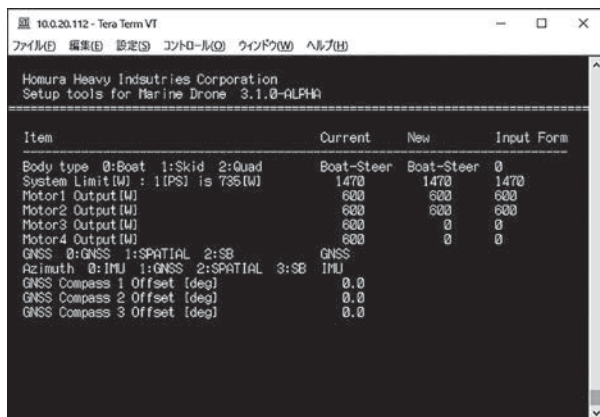 10.0.20.112 - Tera Term VT
ファイル(F) 編集(E) 設定(S) コントロール(O) ウィンドウ(W) ヘルプ(H)
Homura Heavy Indsutries Corporation
Setup tools for Marine Drone 3.1.0-ALPHA
Item Current New Input Form
Body type 0:Boat 1:Skid 2:Quad Boat-Steer Boat-Steer 0
System Limit[W] : 1[PS] is 735[W] 1470 1470 1470
Motor1 Output[W] 600 600 600
Motor2 Output[W] 600 600 600
Motor3 Output[W] 600 0 0
Motor4 Output[W] 600 0 0
GNSS 0:GNSS 1:SPATIAL 2:SB GNSS
Azimuth 0:IMU 1:GNSS 2:SPATIAL 3:SB IMU
GNSS Compass 1 Offset [deg] 0.0
GNSS Compass 2 Offset [deg] 0.0
GNSS Compass 3 Offset [deg] 0.0